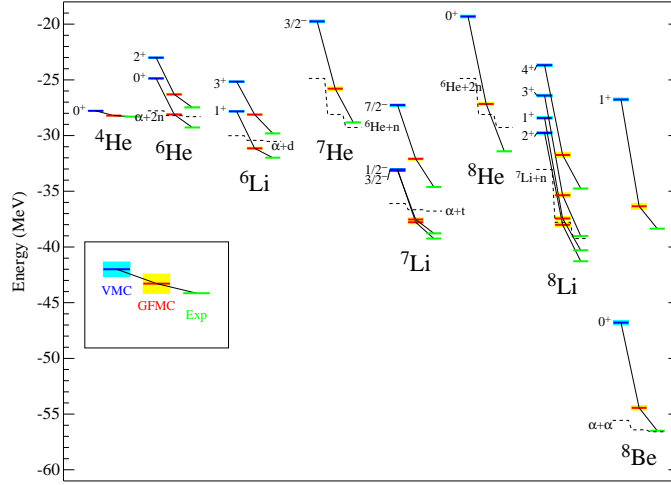 Energy (MeV)
-20
-25
-30
-35
-40
-45
-50
-55
-60
0⁺
⁴He
2⁺
0⁺
α+2n
⁶He
3⁺
1⁺
α+d
⁶Li
3/2⁻
⁶He+n
⁷He
7/2⁻
1/2⁻
3/2⁻
α+t
⁷Li
0⁺
⁶He+2n
⁸He
4⁺
3⁺
1⁺
2⁺
⁷Li+n
⁸Li
1⁺
0⁺
α+α
⁸Be
VMC
GFMC
Exp